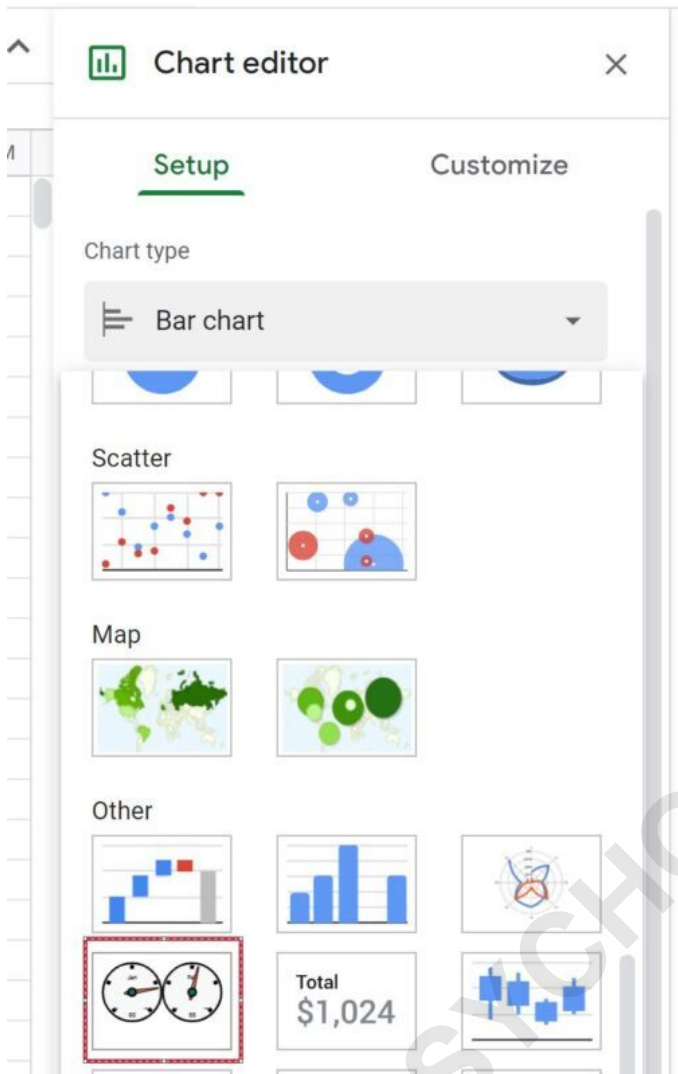 Chart editor
M
Setup Customize
Chart type
Bar chart
Scatter
Map
Other
Total
$1,024